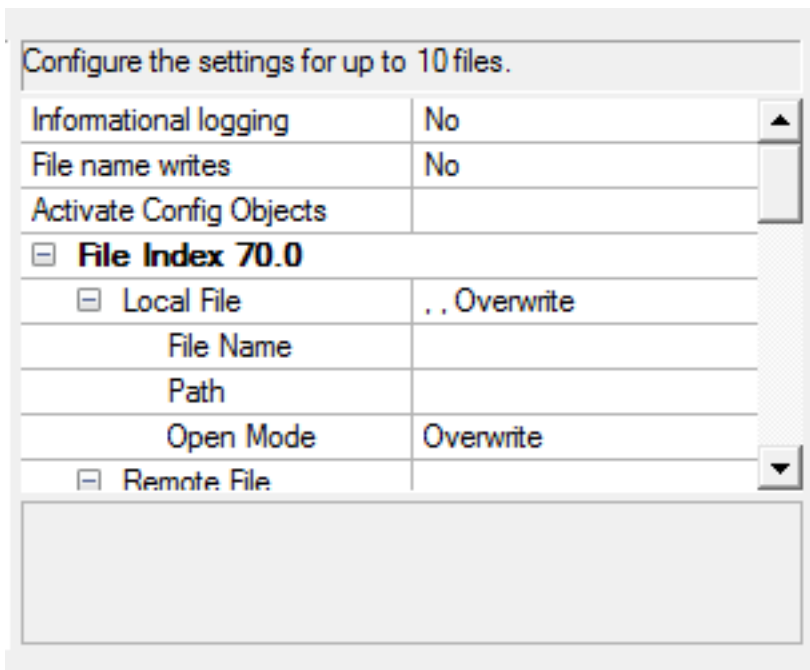 Configure the settings for up to 10 files.
Informational logging No
File name writes No
Activate Config Objects
File Index 70.0
Local File , , Overwrite
File Name
Path
Open Mode Overwrite
Remote File